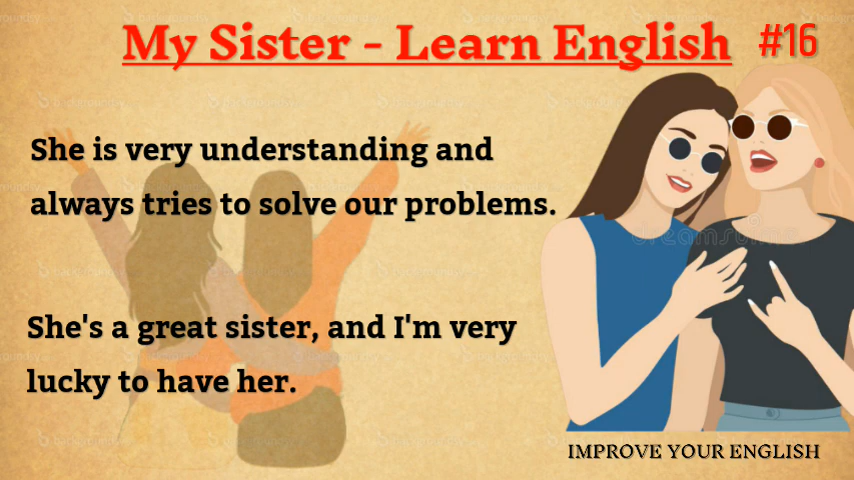 My Sister - Learn English #16
She is very understanding and
always tries to solve our problems.
She's a great sister, and I'm very
lucky to have her.
dreamstime
IMPROVE YOUR ENGLISH